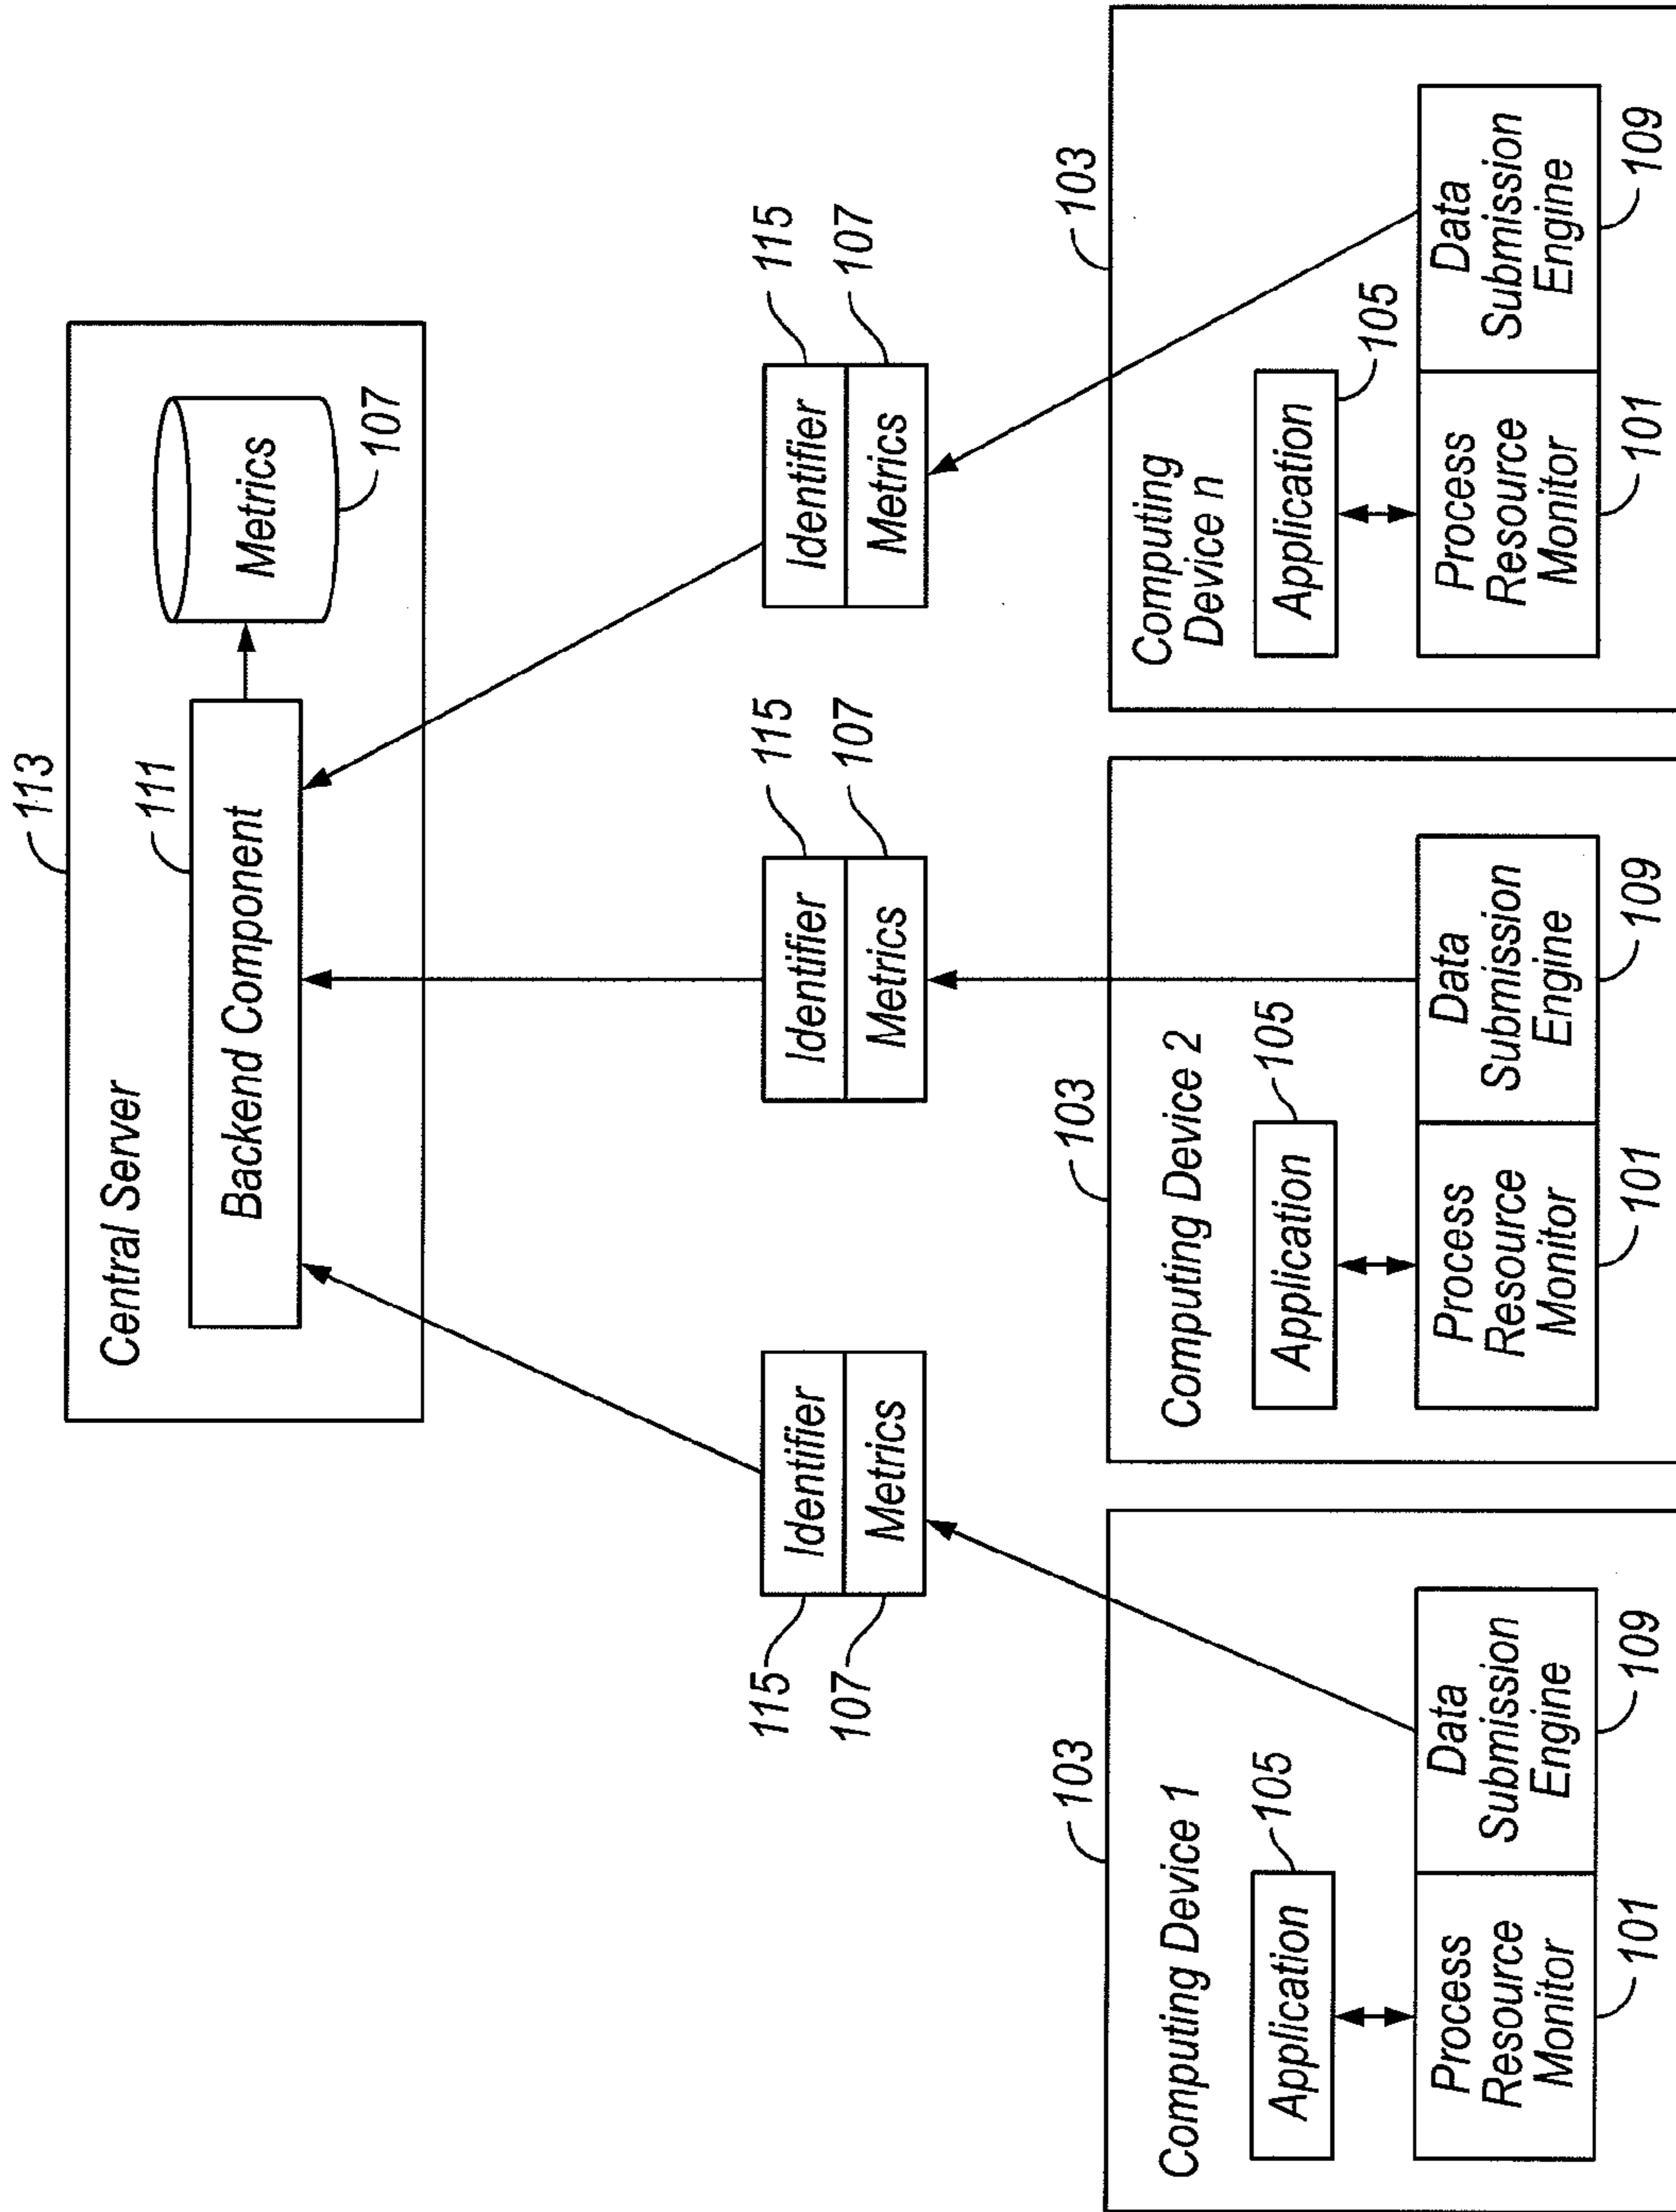 113
Central Server
111
Backend Component
Metrics
107
115
107
Identifier
Metrics
Identifier
Metrics
115
107
Identifier
Metrics
115
107
103
Computing Device 1
Application
105
Process
Resource
Monitor
Data
Submission
Engine
101
109
103
Computing Device 2
Application
105
Process
Resource
Monitor
Data
Submission
Engine
101
109
103
Computing
Device n
Application
105
Process
Resource
Monitor
Data
Submission
Engine
101
109